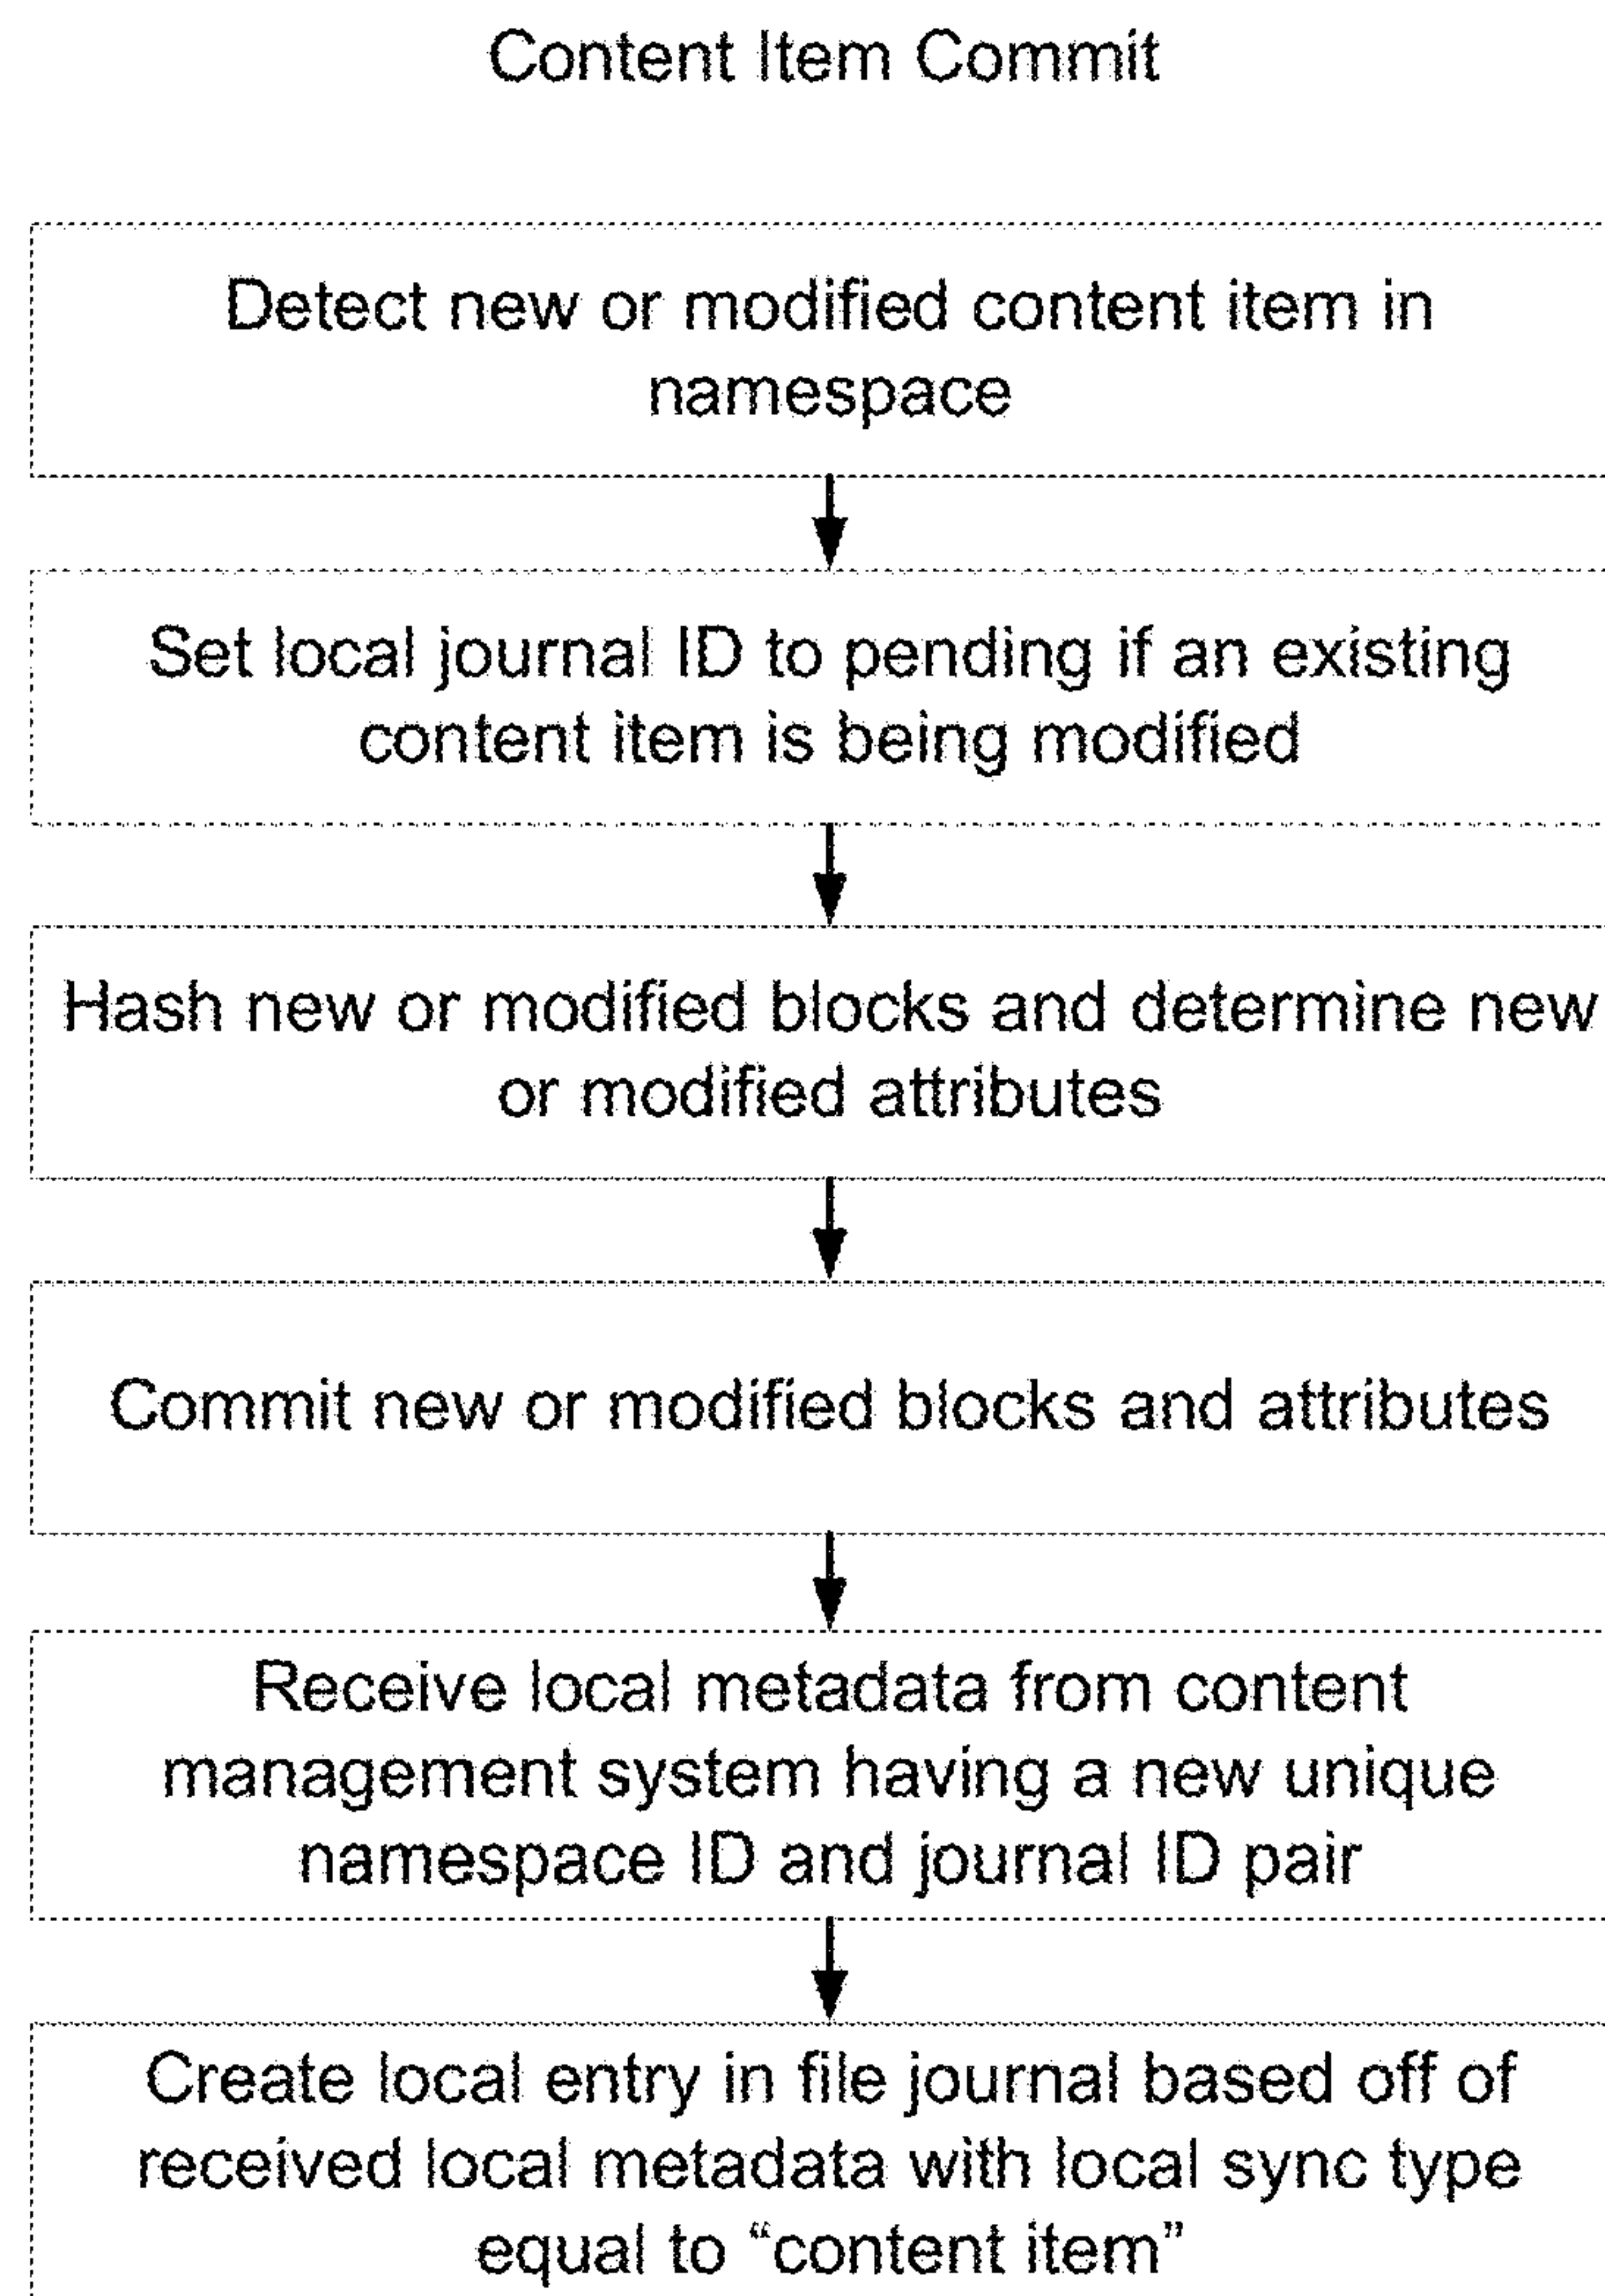 Content Item Commit
Detect new or modified content item in
namespace
Set local journal ID to pending if an existing
content item is being modified
Hash new or modified blocks and determine new
or modified attributes
Commit new or modified blocks and attributes
Receive local metadata from content
management system having a new unique
namespace ID and journal ID pair
Create local entry in file journal based off of
received local metadata with local sync type
equal to “content item”